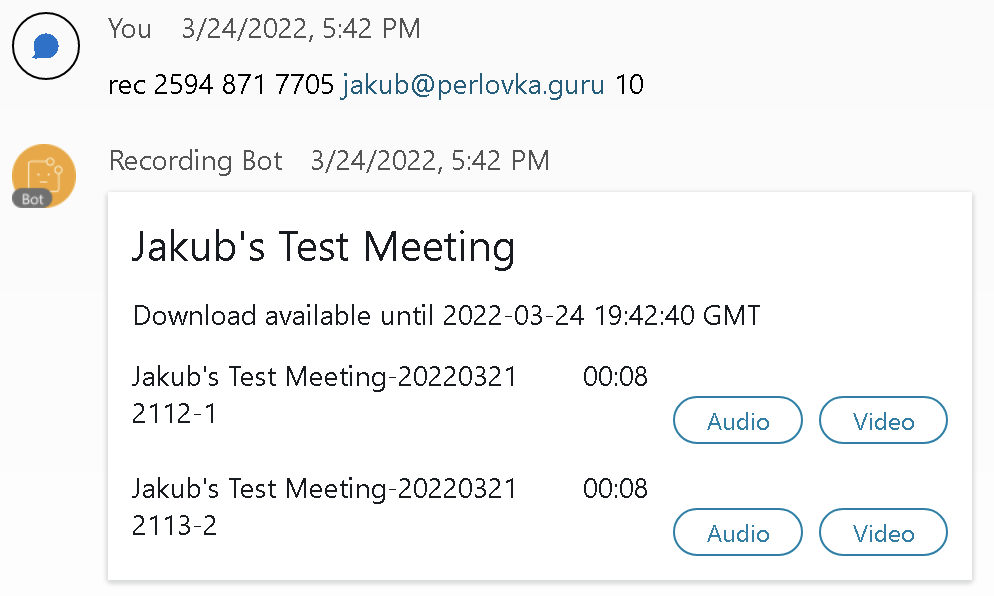 You 3/24/2022, 5:42 PM
rec 2594 871 7705 jakub@perlovka.guru 10
Recording Bot 3/24/2022, 5:42 PM
Bot
Jakub's Test Meeting
Download available until 2022-03-24 19:42:40 GMT
Jakub's Test Meeting-20220321 00:08
2112-1
Audio Video
Jakub's Test Meeting-20220321 00:08
2113-2
Audio Video